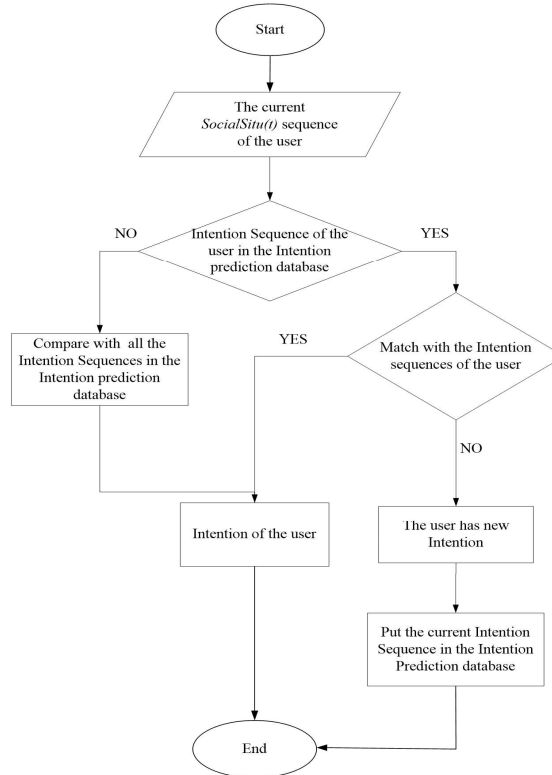 Start
The current
SocialSitu(t) sequence
of the user
NO
Intention Sequence of the
user in the Intention
prediction database
YES
Compare with all the
Intention Sequences in the
Intention prediction
database
YES
Match with the Intention
sequences of the user
NO
Intention of the user
The user has new
Intention
Put the current Intention
Sequence in the Intention
Prediction database
End